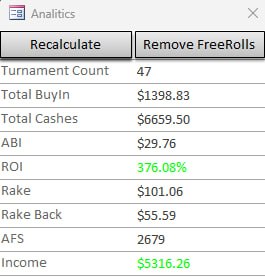 Analitics
Recalculate Remove FreeRolls
Turnament Count 47
Total BuyIn $1398.83
Total Cashes $6659.50
ABI $29.76
ROI 376.08%
Rake $101.06
Rake Back $55.59
AFS 2679
Income $5316.26